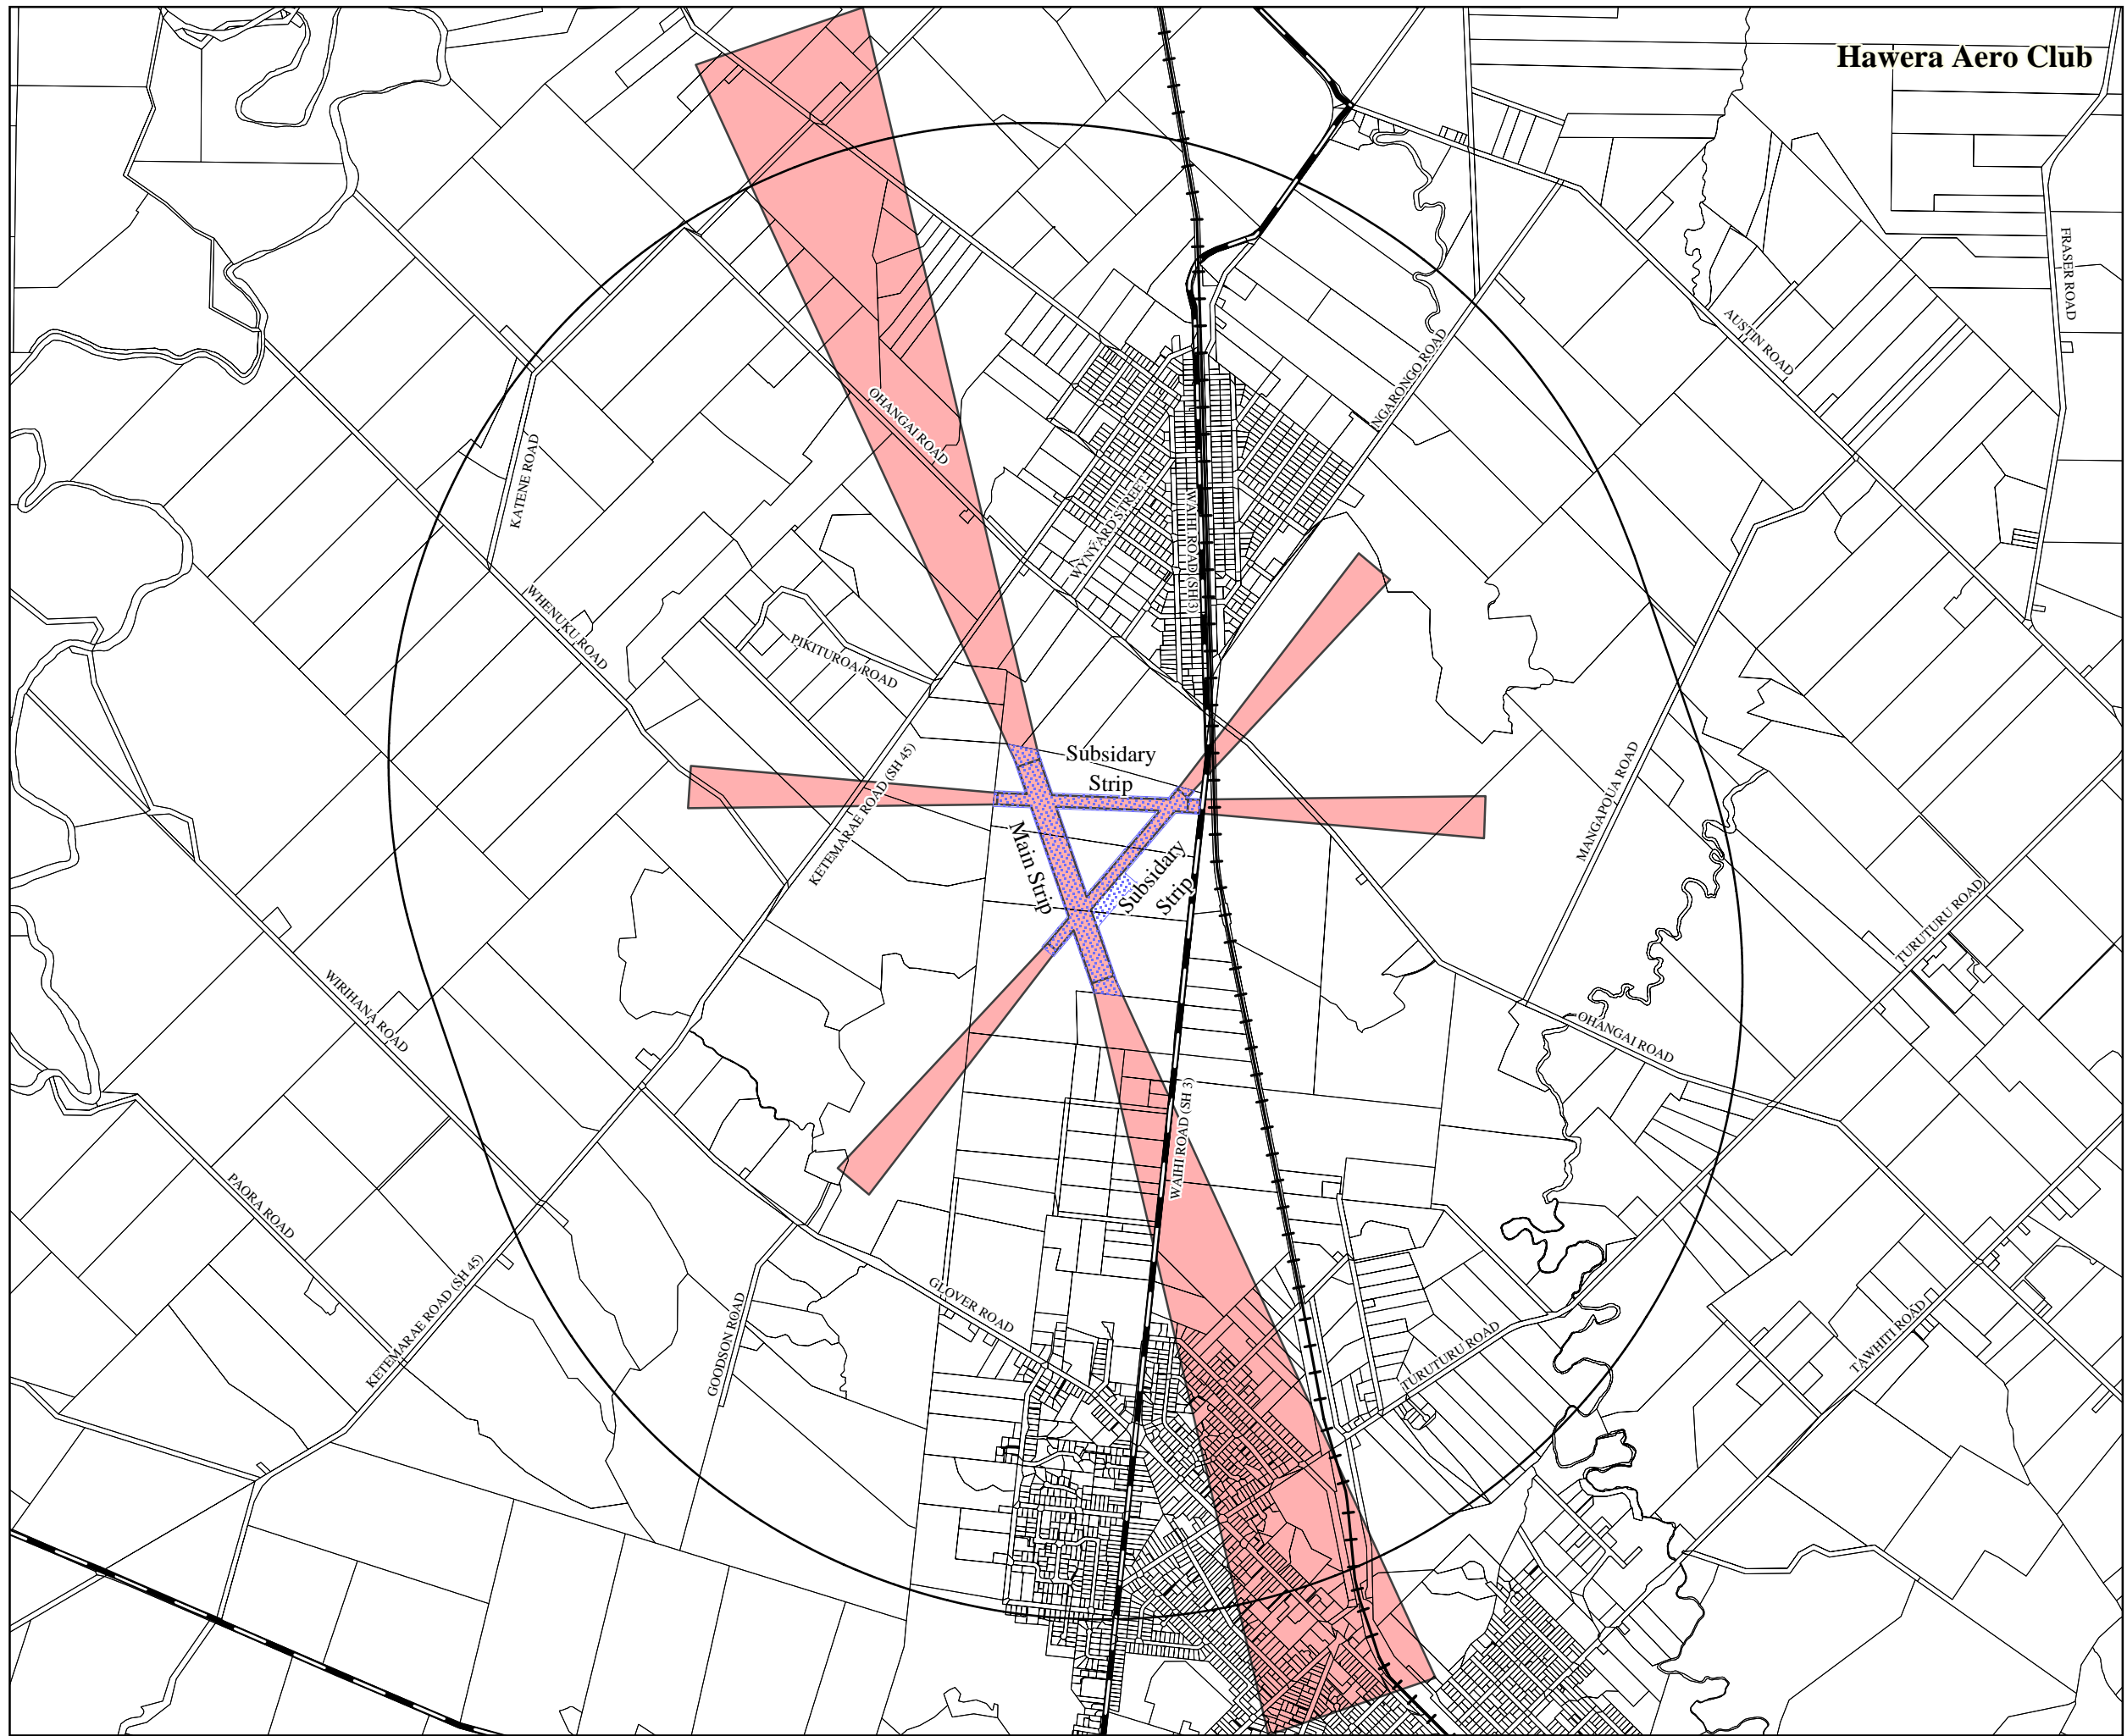 Hawera Aero Club
FRASER ROAD
AUSTIN ROAD
NGARONGO ROAD
OHANGAI ROAD
KATENE ROAD
WYNYARD STREET
WAIHI ROAD (SH 3)
WHENUKU ROAD
PIKITUROA ROAD
Subsidary
Strip
KETEMARAE ROAD (SH 45)
MANGAPOUA ROAD
Main Strip
Subsidary
Strip
TURUTURU ROAD
WIRIHANA ROAD
OHANGAI ROAD
WAIHI ROAD (SH 3)
PAORA ROAD
KETEMARAE ROAD (SH 45)
GOODSON ROAD
GLOVER ROAD
TURUTURU ROAD
TAWHITI ROAD